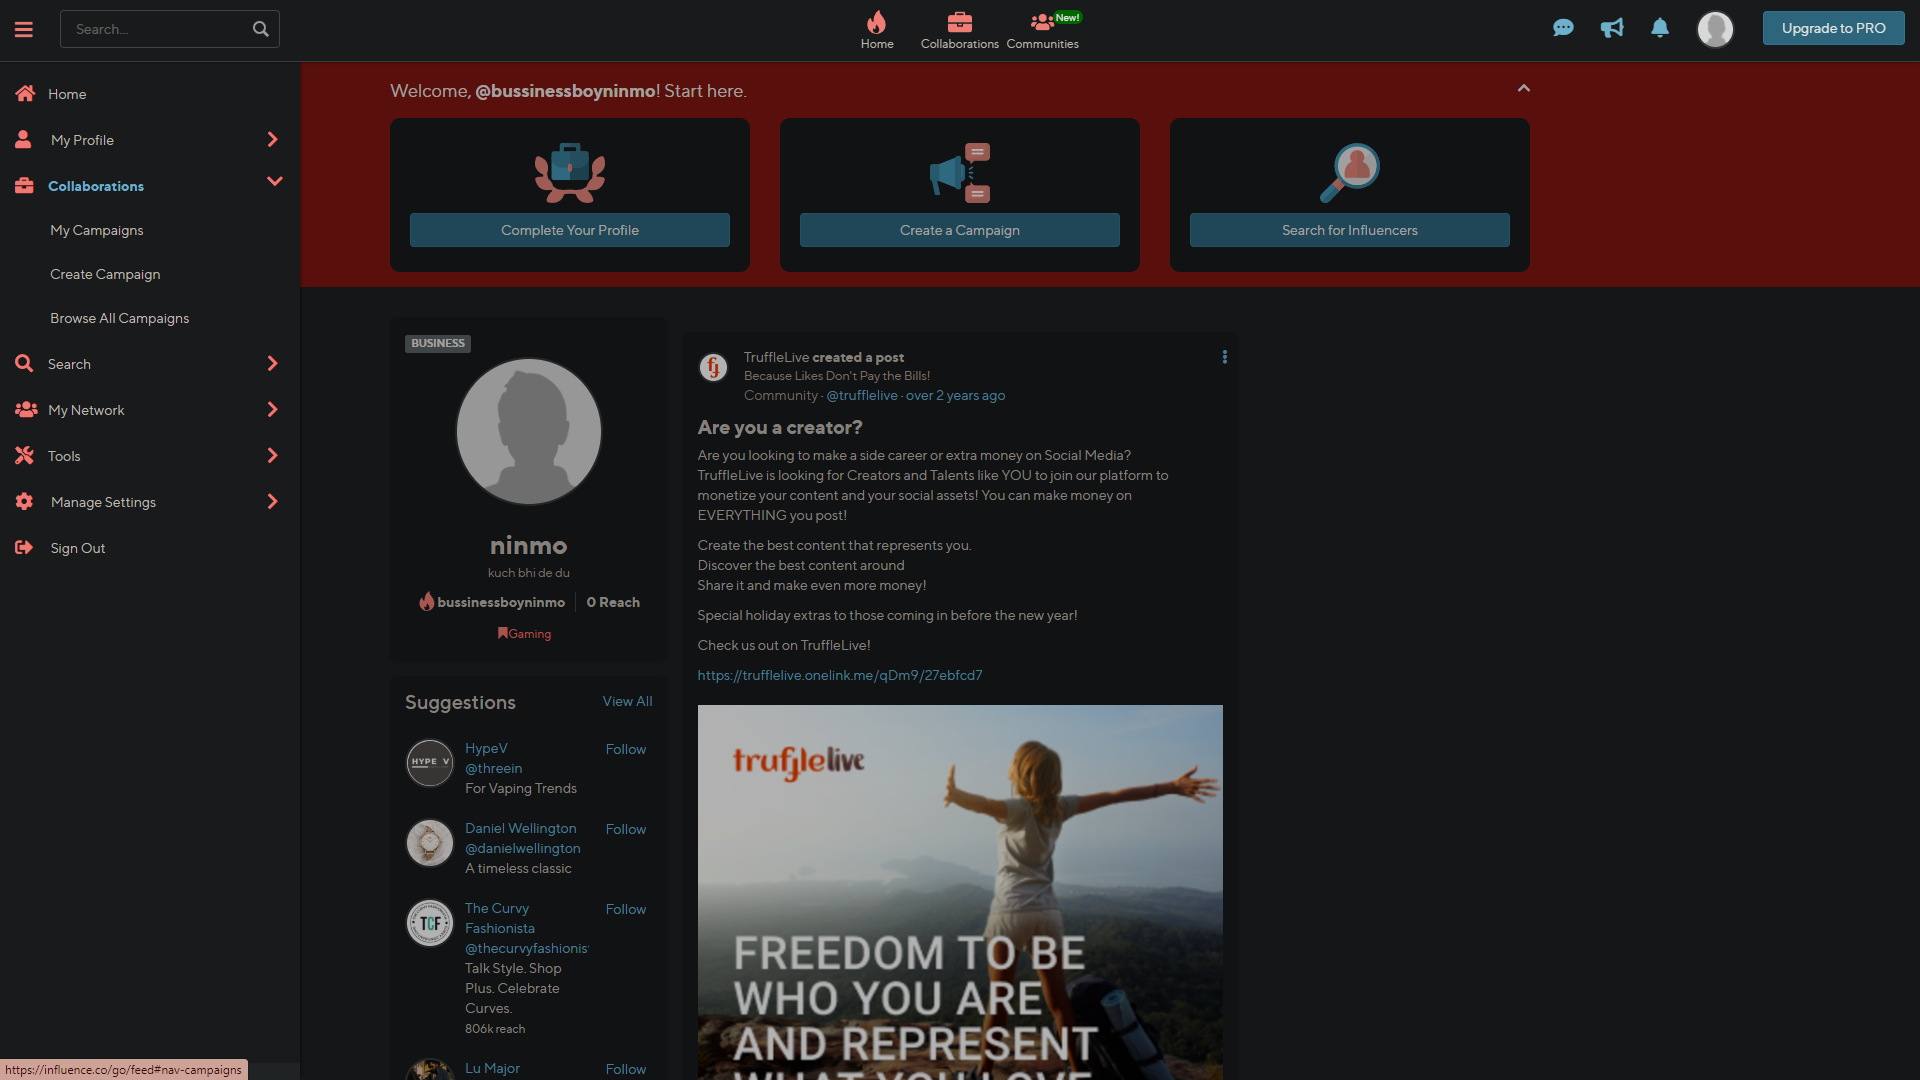 Search...
Home
Collaborations
Communities
New!
Upgrade to PRO
Home
My Profile
Collaborations
My Campaigns
Create Campaign
Browse All Campaigns
Search
My Network
Tools
Manage Settings
Sign Out
Welcome, @bussinessboyninmo! Start here.
Complete Your Profile
Create a Campaign
Search for Influencers
BUSINESS
ninmo
kuch bhi de du
bussinessboyninmo
0 Reach
Gaming
Suggestions
View All
HYPE V
HypeV
@threein
For Vaping Trends
Follow
Daniel Wellington
@danielwellington
A timeless classic
Follow
TCF
The Curvy
Fashionista
@thecurvyfashionis
Talk Style. Shop
Plus. Celebrate
Curves.
806k reach
Follow
Lu Major
Follow
TruffleLive created a post
Because Likes Don't Pay the Bills!
Community · @trufflelive · over 2 years ago
Are you a creator?
Are you looking to make a side career or extra money on Social Media?
TruffleLive is looking for Creators and Talents like YOU to join our platform to
monetize your content and your social assets! You can make money on
EVERYTHING you post!
Create the best content that represents you.
Discover the best content around
Share it and make even more money!
Special holiday extras to those coming in before the new year!
Check us out on TruffleLive!
https://trufflelive.onelink.me/qDm9/27ebfcd7
trufflelive
FREEDOM TO BE
WHO YOU ARE
AND REPRESENT
WHAT YOU LOVE
https://influence.co/go/feed#nav-campaigns